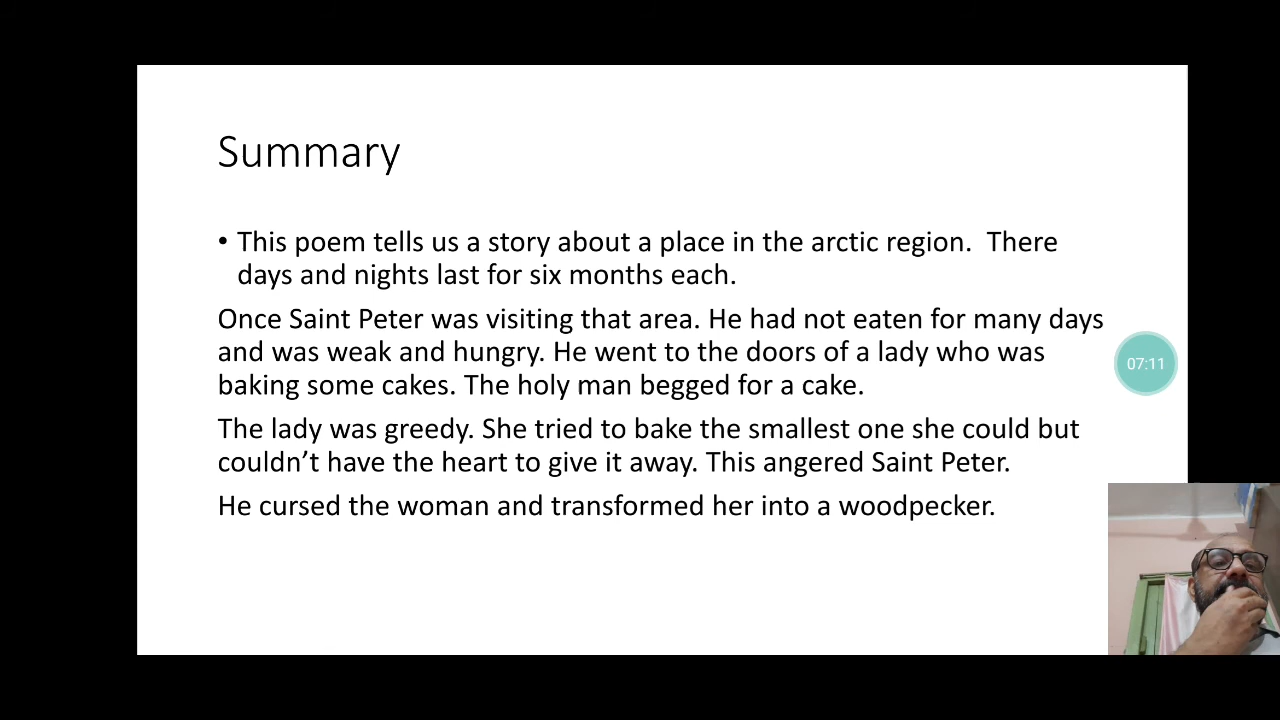 Summary
• This poem tells us a story about a place in the arctic region.  There
days and nights last for six months each.
Once Saint Peter was visiting that area. He had not eaten for many days
and was weak and hungry. He went to the doors of a lady who was
baking some cakes. The holy man begged for a cake.
07:11
The lady was greedy. She tried to bake the smallest one she could but
couldn’t have the heart to give it away. This angered Saint Peter.
He cursed the woman and transformed her into a woodpecker.